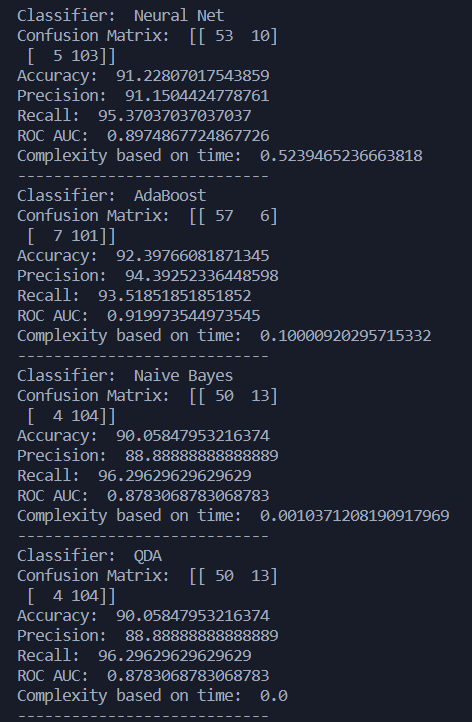 Classifier:  Neural Net
Confusion Matrix:  [[ 53  10]
 [  5 103]]
Accuracy:  91.22807017543859
Precision:  91.1504424778761
Recall:  95.37037037037037
ROC AUC:  0.8974867724867726
Complexity based on time:  0.5239465236663818
----------------------------
Classifier:  AdaBoost
Confusion Matrix:  [[ 57   6]
 [  7 101]]
Accuracy:  92.39766081871345
Precision:  94.39252336448598
Recall:  93.51851851851852
ROC AUC:  0.919973544973545
Complexity based on time:  0.10000920295715332
----------------------------
Classifier:  Naive Bayes
Confusion Matrix:  [[ 50  13]
 [  4 104]]
Accuracy:  90.05847953216374
Precision:  88.88888888888889
Recall:  96.29629629629629
ROC AUC:  0.8783068783068783
Complexity based on time:  0.0010371208190917969
----------------------------
Classifier:  QDA
Confusion Matrix:  [[ 50  13]
 [  4 104]]
Accuracy:  90.05847953216374
Precision:  88.88888888888889
Recall:  96.29629629629629
ROC AUC:  0.8783068783068783
Complexity based on time:  0.0
----------------------------